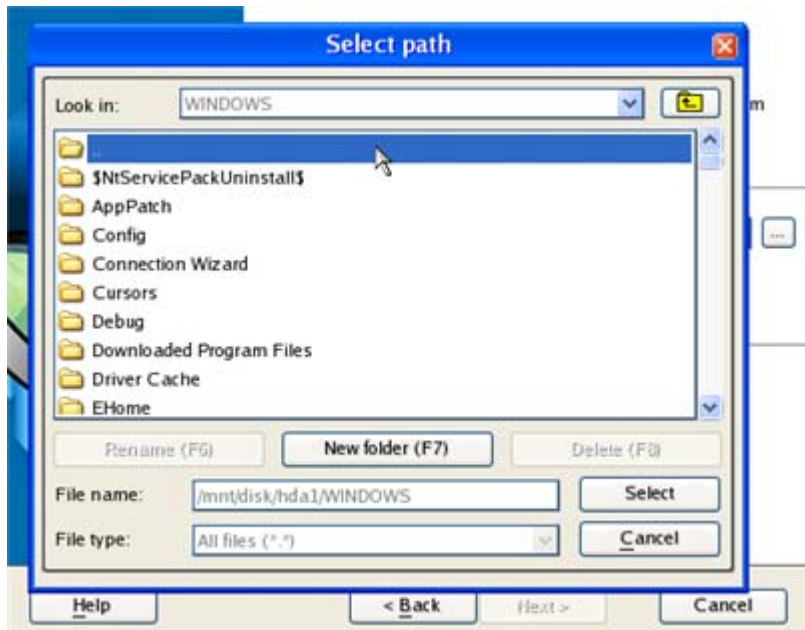 Select path
Look in: WINDOWS
m
..
$NtServicePackUninstall$
AppPatch
Config
...
Connection Wizard
Cursors
Debug
Downloaded Program Files
Driver Cache
EHome
Rename (F6) New folder (F7) Delete (F8)
File name: /mnt/disk/hda1/WINDOWS Select
File type: All files (*.*) Cancel
Help < Back Next > Cancel